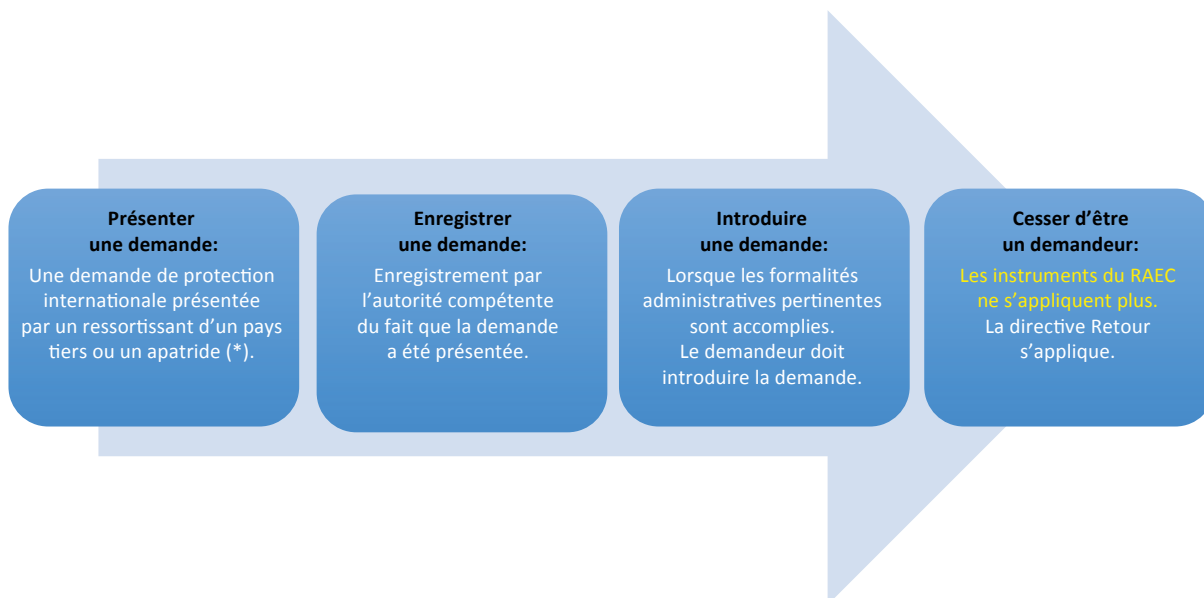 Présenter
une demande:
Une demande de protection
internationale présentée
par un ressortissant d’un pays
tiers ou un apatride (*).
Enregistrer
une demande:
Enregistrement par
l’autorité compétente
du fait que la demande
a été présentée.
Introduire
une demande:
Lorsque les formalités
administratives pertinentes
sont accomplies.
Le demandeur doit
introduire la demande.
Cesser d’être
un demandeur:
Les instruments du RAEC
ne s’appliquent plus.
La directive Retour
s’applique.